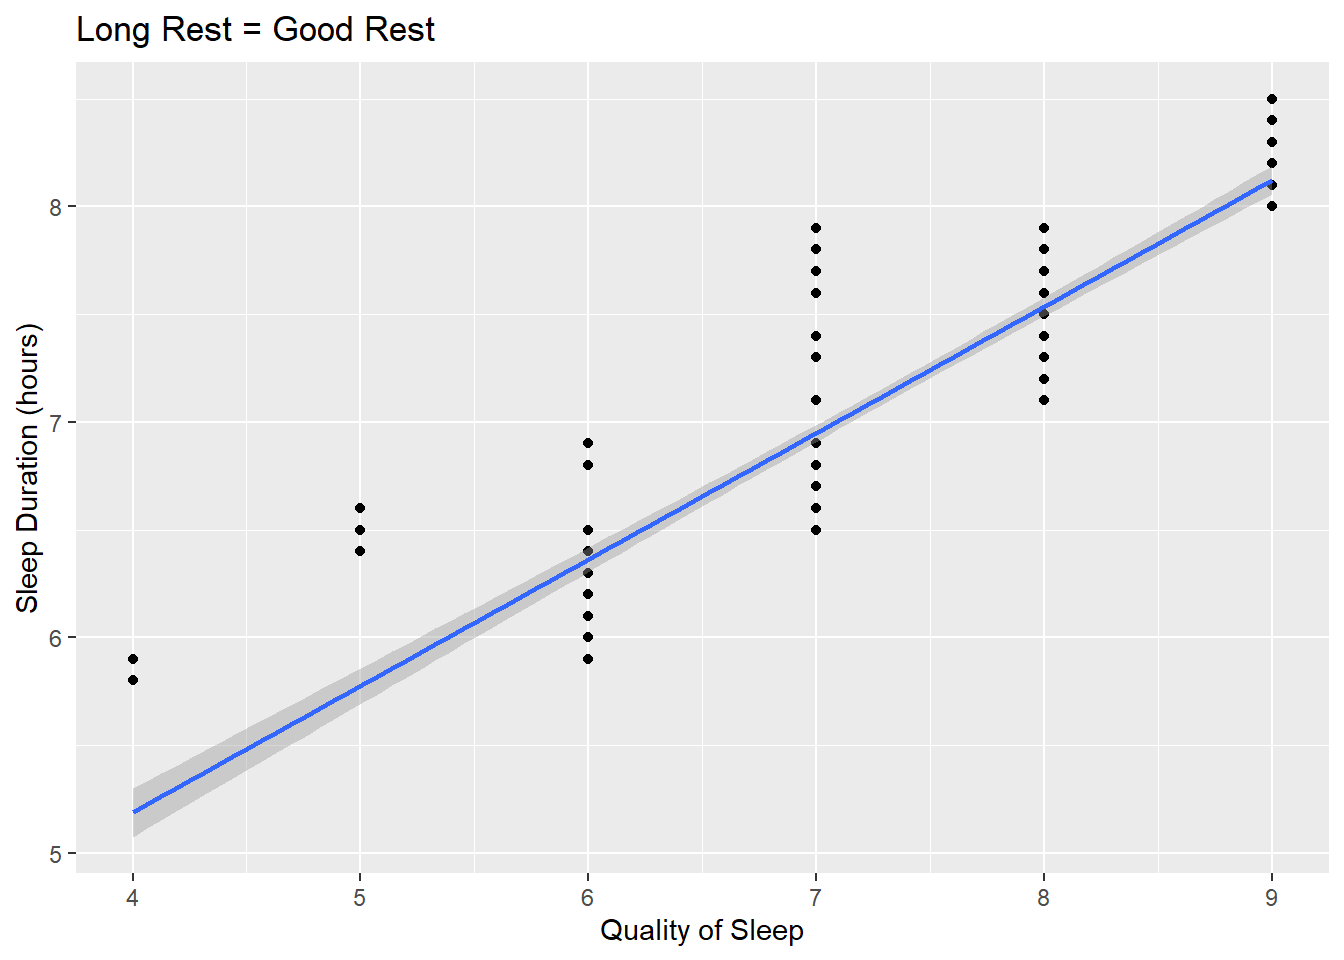 Long Rest = Good Rest
Sleep Duration (hours)
8
7
6
5
4 5 6 7 8 9
Quality of Sleep